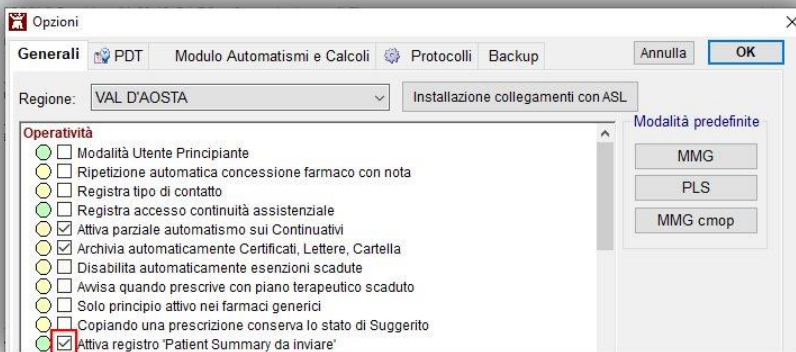 Opzioni
Generali PDT Modulo Automatismi e Calcoli Protocolli Backup Annulla OK
Regione: VAL D'AOSTA Installazione collegamenti con ASL
Modalità predefinite
Operatività
Modalità Utente Principiante
MMG
Ripetizione automatica concessione farmaco con nota
Registra tipo di contatto
PLS
Registra accesso continuità assistenziale
Attiva parziale automatismo sui Continuativi
MMG cmop
Archivia automaticamente Certificati, Lettere, Cartella
Disabilita automaticamente esenzioni scadute
Avvisa quando prescrive con piano terapeutico scaduto
Solo principio attivo nei farmaci generici
Copiando una prescrizione conserva lo stato di Suggerito
Attiva registro 'Patient Summary da inviare'